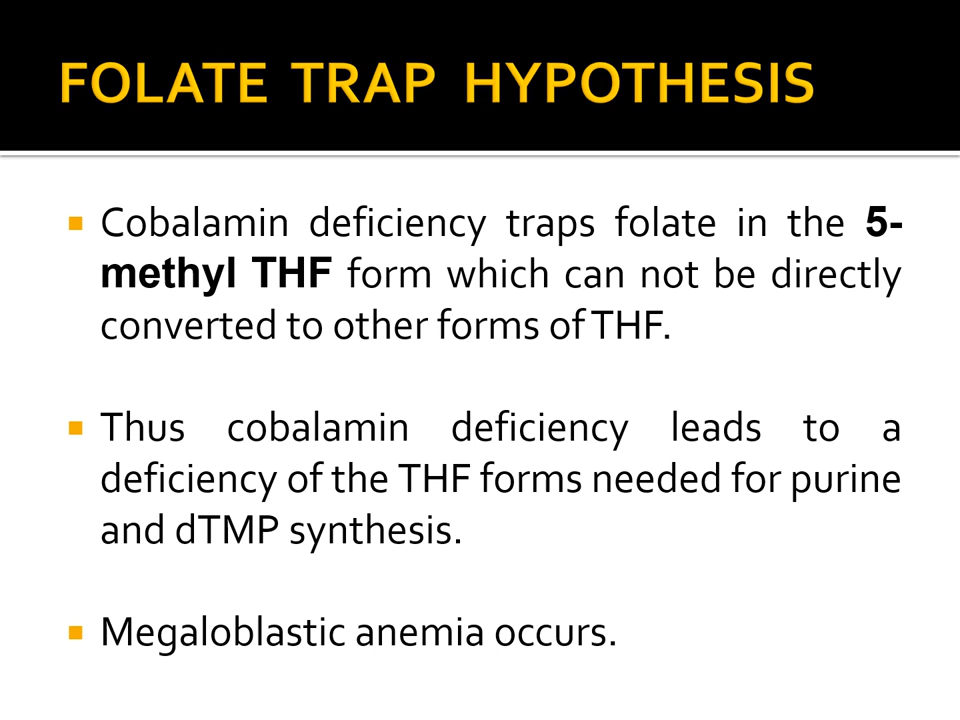 FOLATE TRAP HYPOTHESIS
Cobalamin deficiency traps folate in the 5-
methyl THF form which can not be directly
converted to other forms of THF.
Thus cobalamin deficiency leads to a
deficiency of the THF forms needed for purine
and dTMP synthesis.
Megaloblastic anemia occurs.